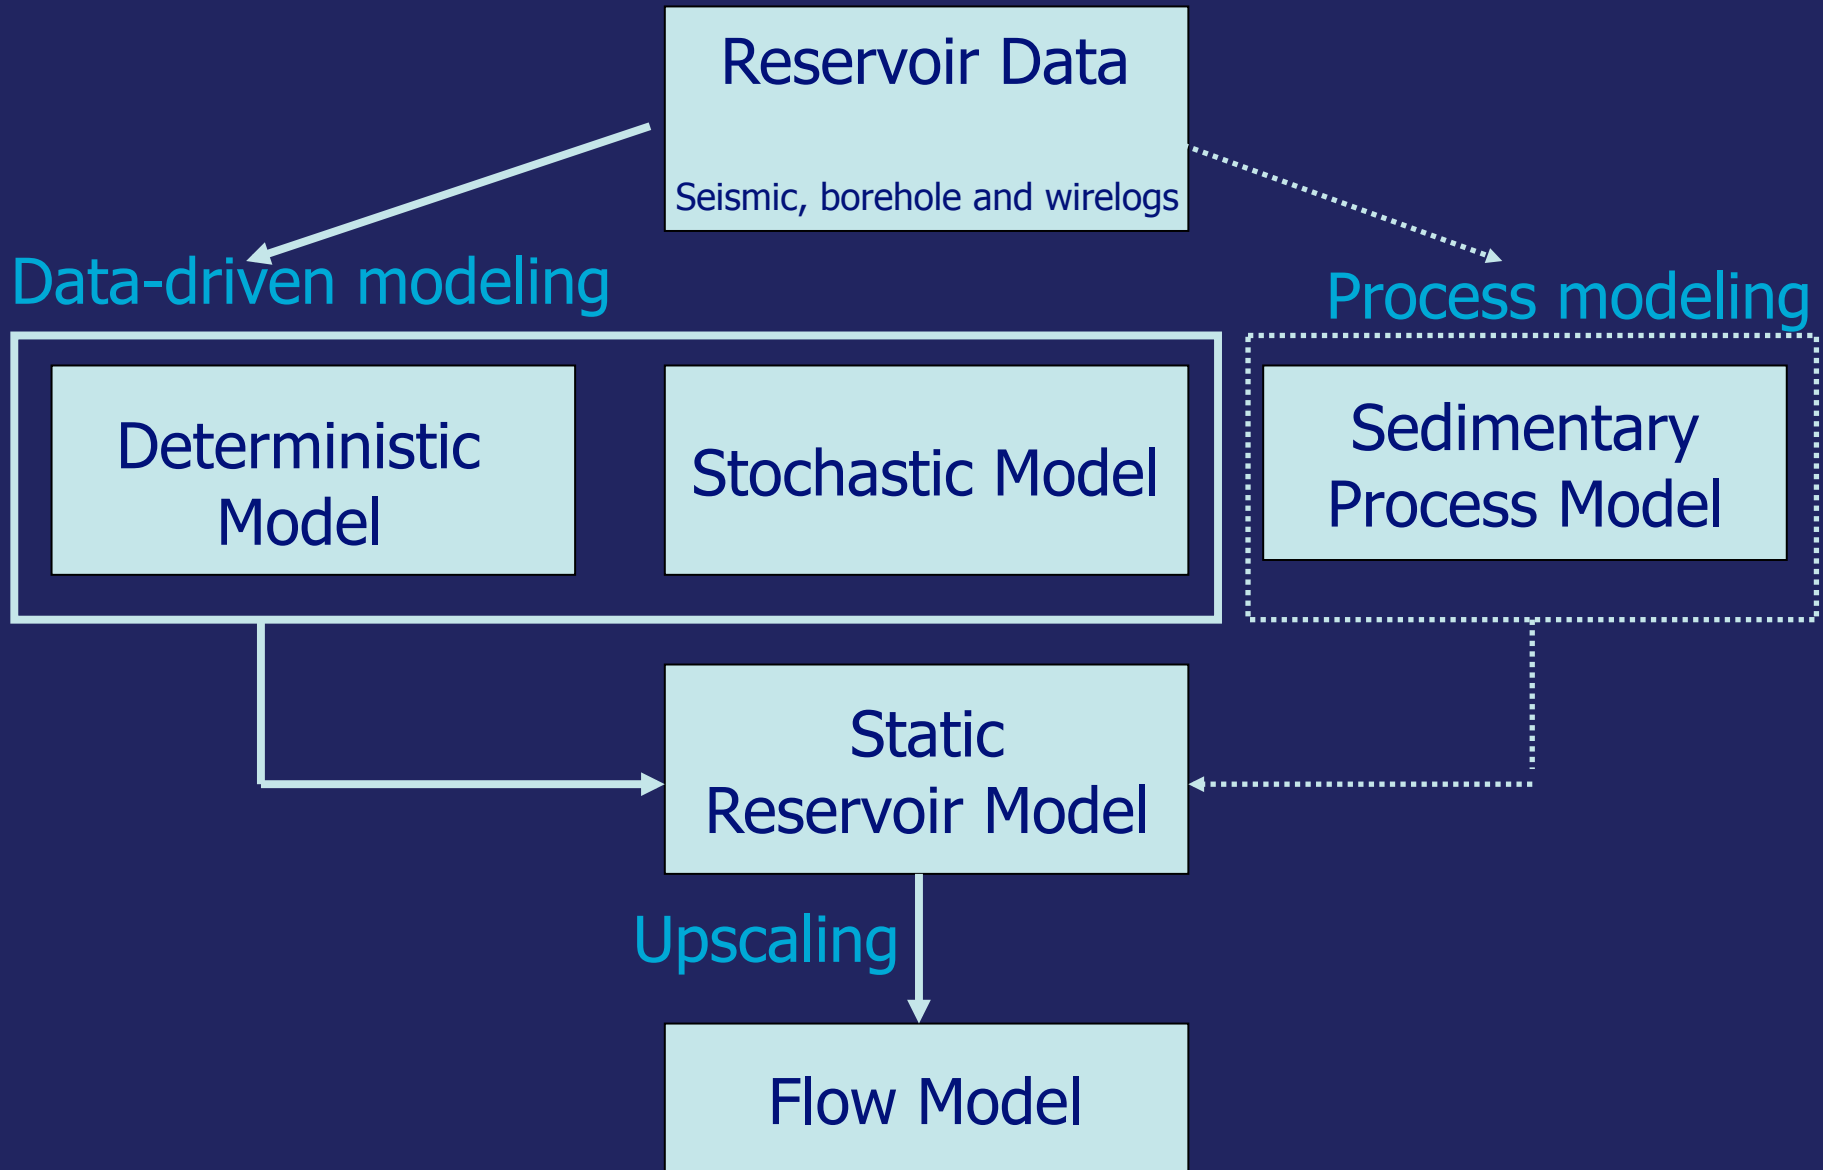 Reservoir Data
Seismic, borehole and wirelogs
Data-driven modeling
Process modeling
Deterministic
Model
Stochastic Model
Sedimentary
Process Model
Static
Reservoir Model
Upscaling
Flow Model